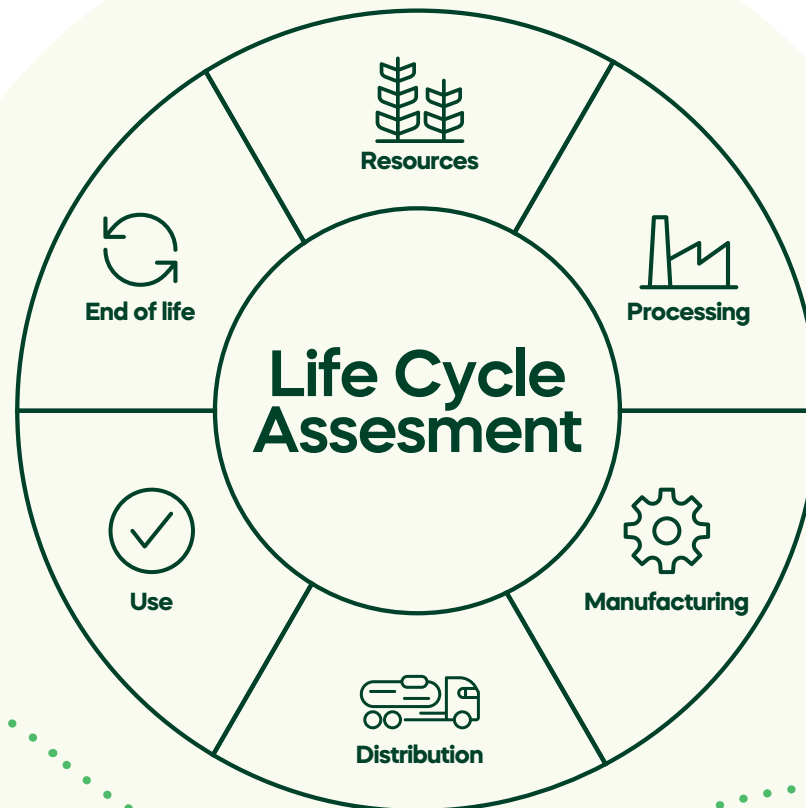 Resources
Processing
Manufacturing
Distribution
Use
End of life
Life Cycle
Assesment